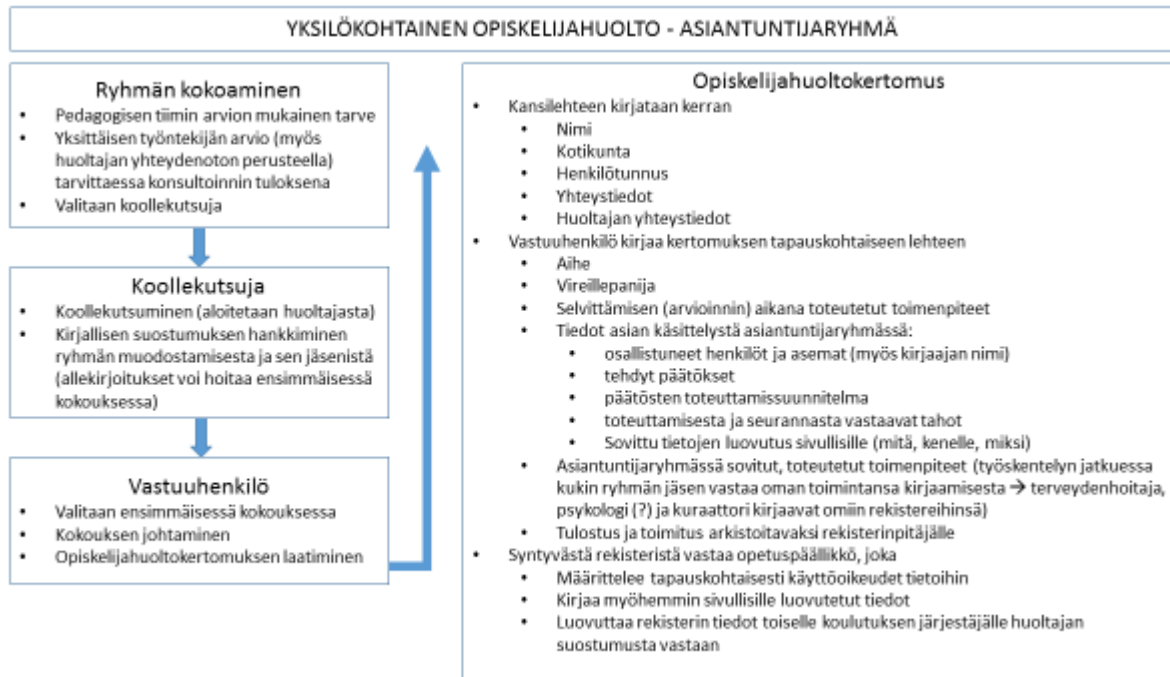 YKSILÖKOHTAINEN OPISKELIJAHUOLTO - ASIANTUNTIJARYHMÄ
Ryhmän kokoaminen
• Pedagogisen tiimin arvion mukainen tarve
• Yksittäisen työntekijän arvio (myös
huoltajan yhteydenoton perusteella)
tarvittaessa konsultoinnin tuloksena
• Valitaan koollekutsuja
Koollekutsuja
• Koollekutsuminen (aloitetaan huoltajasta)
• Kirjallisen suostumuksen hankkiminen
ryhmän muodostamisesta ja sen jäsenistä
(allekirjoitukset voi hoitaa ensimmäisessä
kokouksessa)
Vastuuhenkilö
• Valitaan ensimmäisessä kokouksessa
• Kokouksen johtaminen
• Opiskelijahuoltokertomuksen laatiminen
Opiskelijahuoltokertomus
• Kansilehteen kirjataan kerran
• Nimi
• Kotikunta
• Henkilötunnus
• Yhteystiedot
• Huoltajan yhteystiedot
• Vastuuhenkilö kirjaa kertomuksen tapauskohtaiseen lehteen
• Aihe
• Vireillepanija
• Selvittämisen (arvioinnin) aikana toteutetut toimenpiteet
• Tiedot asian käsittelystä asiantuntijaryhmässä:
• osallistuneet henkilöt ja asemat (myös kirjaajan nimi)
• tehdyt päätökset
• päätösten toteuttamissuunnitelma
• toteuttamisesta ja seurannasta vastaavat tahot
• Sovittu tietojen luovutus sivullisille (mitä, kenelle, miksi)
• Asiantuntijaryhmässä sovitut, toteutetut toimenpiteet (työskentelyn jatkuessa
kukin ryhmän jäsen vastaa oman toimintansa kirjaamisesta → terveydenhoitaja,
psykologi (?) ja kuraattori kirjaavat omiin rekistereihinsä)
• Tulostus ja toimitus arkistoitavaksi rekisterinpitäjälle
• Syntyvästä rekisteristä vastaa opetuspäällikkö, joka
• Määrittelee tapauskohtaisesti käyttöoikeudet tietoihin
• Kirjaa myöhemmin sivullisille luovutetut tiedot
• Luovuttaa rekisterin tiedot toiselle koulutuksen järjestäjälle huoltajan
suostumusta vastaan